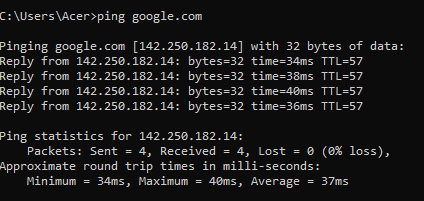 C:\Users\Acer>ping google.com
Pinging google.com [142.250.182.14] with 32 bytes of data:
Reply from 142.250.182.14: bytes=32 time=34ms TTL=57
Reply from 142.250.182.14: bytes=32 time=38ms TTL=57
Reply from 142.250.182.14: bytes=32 time=40ms TTL=57
Reply from 142.250.182.14: bytes=32 time=36ms TTL=57
Ping statistics for 142.250.182.14:
    Packets: Sent = 4, Received = 4, Lost = 0 (0% loss),
Approximate round trip times in milli-seconds:
    Minimum = 34ms, Maximum = 40ms, Average = 37ms